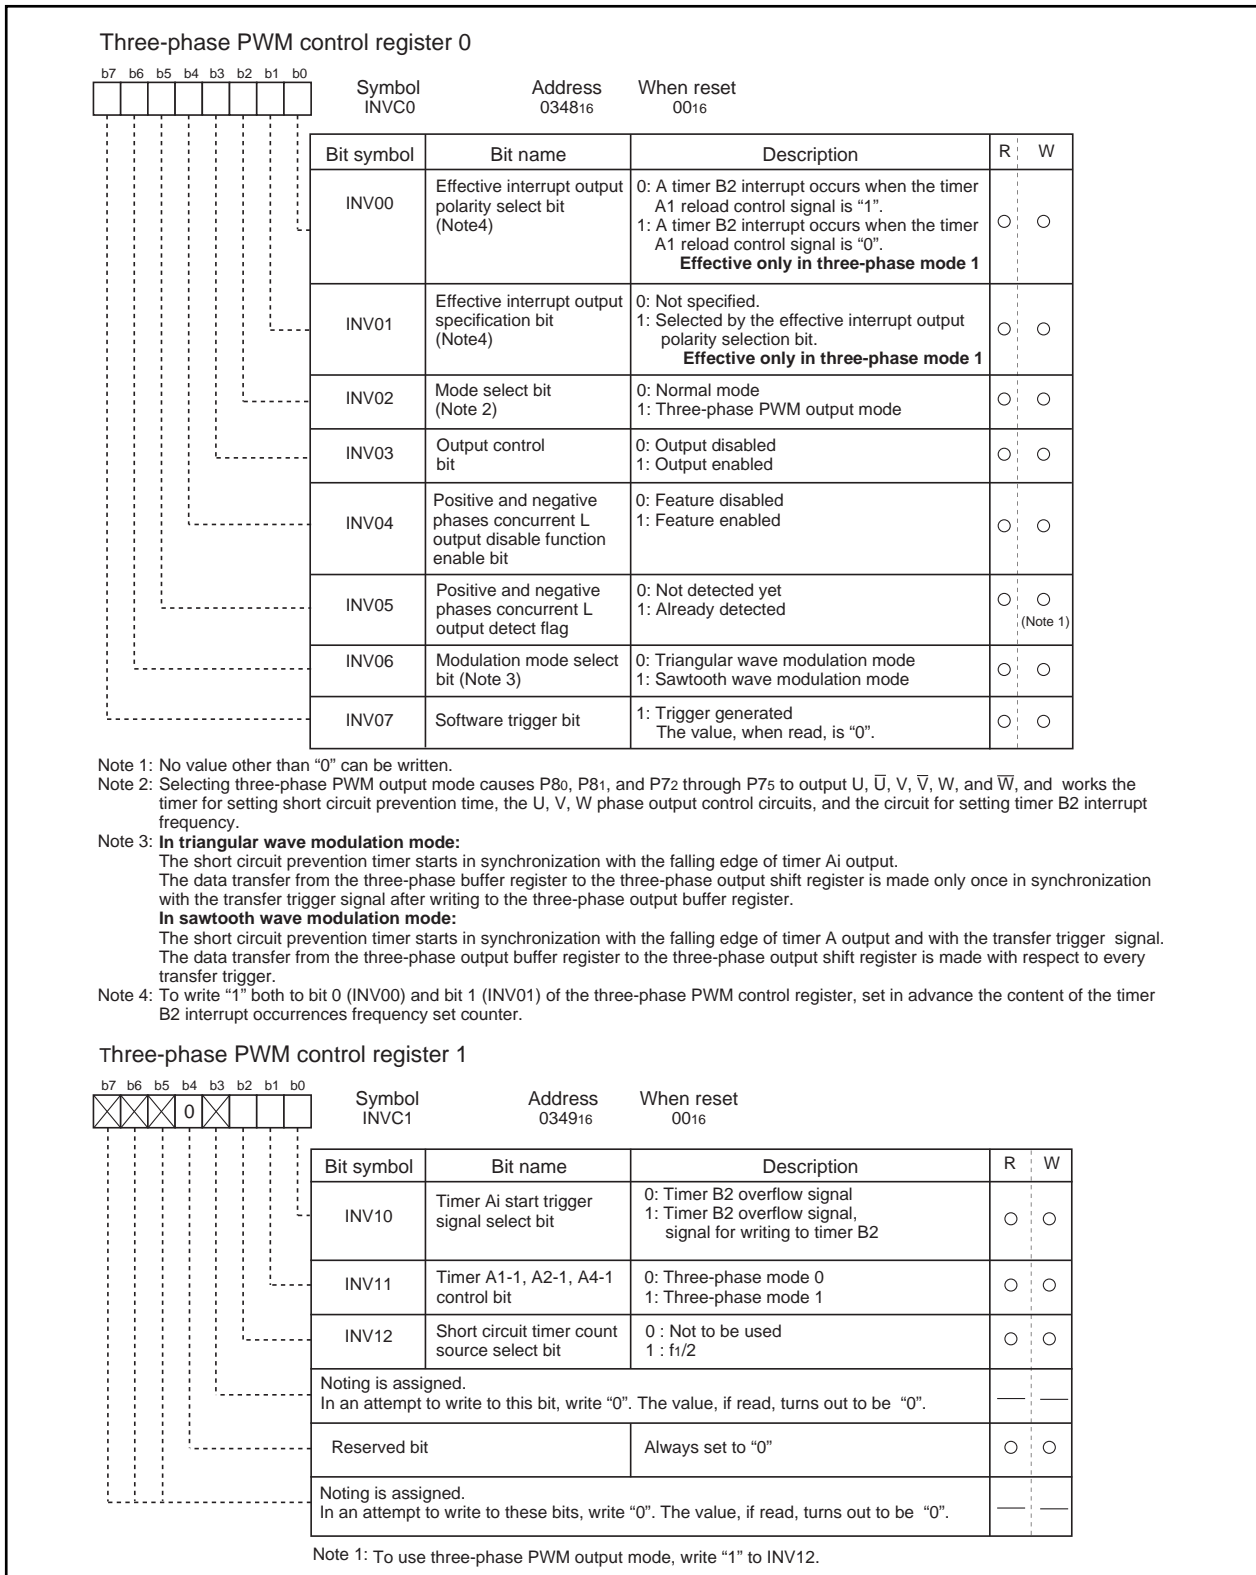 Three-phase PWM control register 0
b7 b6 b5 b4 b3 b2 b1 b0
Symbol Address When reset
INVC0 034816 0016
Bit symbol Bit name Description R W
INV00
Effective interrupt output
polarity select bit
(Note4)
0: A timer B2 interrupt occurs when the timer
A1 reload control signal is “1”.
1: A timer B2 interrupt occurs when the timer
A1 reload control signal is “0”.
Effective only in three-phase mode 1
INV01
Effective interrupt output
specification bit
(Note4)
0: Not specified.
1: Selected by the effective interrupt output
polarity selection bit.
Effective only in three-phase mode 1
INV02
Mode select bit
(Note 2)
0: Normal mode
1: Three-phase PWM output mode
INV03
Output control
bit
0: Output disabled
1: Output enabled
INV04
Positive and negative
phases concurrent L
output disable function
enable bit
0: Feature disabled
1: Feature enabled
INV05
Positive and negative
phases concurrent L
output detect flag
0: Not detected yet
1: Already detected
(Note 1)
INV06
Modulation mode select
bit (Note 3)
0: Triangular wave modulation mode
1: Sawtooth wave modulation mode
INV07
Software trigger bit
1: Trigger generated
The value, when read, is “0”.
Note 1: No value other than “0” can be written.
Note 2: Selecting three-phase PWM output mode causes P80, P81, and P72 through P75 to output U, U̅, V, V̅, W, and W̅, and works the
timer for setting short circuit prevention time, the U, V, W phase output control circuits, and the circuit for setting timer B2 interrupt
frequency.
Note 3: In triangular wave modulation mode:
The short circuit prevention timer starts in synchronization with the falling edge of timer Ai output.
The data transfer from the three-phase buffer register to the three-phase output shift register is made only once in synchronization
with the transfer trigger signal after writing to the three-phase output buffer register.
In sawtooth wave modulation mode:
The short circuit prevention timer starts in synchronization with the falling edge of timer A output and with the transfer trigger signal.
The data transfer from the three-phase output buffer register to the three-phase output shift register is made with respect to every
transfer trigger.
Note 4: To write “1” both to bit 0 (INV00) and bit 1 (INV01) of the three-phase PWM control register, set in advance the content of the timer
B2 interrupt occurrences frequency set counter.
Three-phase PWM control register 1
b7 b6 b5 b4 b3 b2 b1 b0
0
Symbol Address When reset
INVC1 034916 0016
Bit symbol Bit name Description R W
INV10
Timer Ai start trigger
signal select bit
0: Timer B2 overflow signal
1: Timer B2 overflow signal,
signal for writing to timer B2
INV11
Timer A1-1, A2-1, A4-1
control bit
0: Three-phase mode 0
1: Three-phase mode 1
INV12
Short circuit timer count
source select bit
0 : Not to be used
1 : f1/2
Noting is assigned.
In an attempt to write to this bit, write “0”. The value, if read, turns out to be “0”.
Reserved bit Always set to “0”
Noting is assigned.
In an attempt to write to these bits, write “0”. The value, if read, turns out to be “0”.
Note 1: To use three-phase PWM output mode, write “1” to INV12.